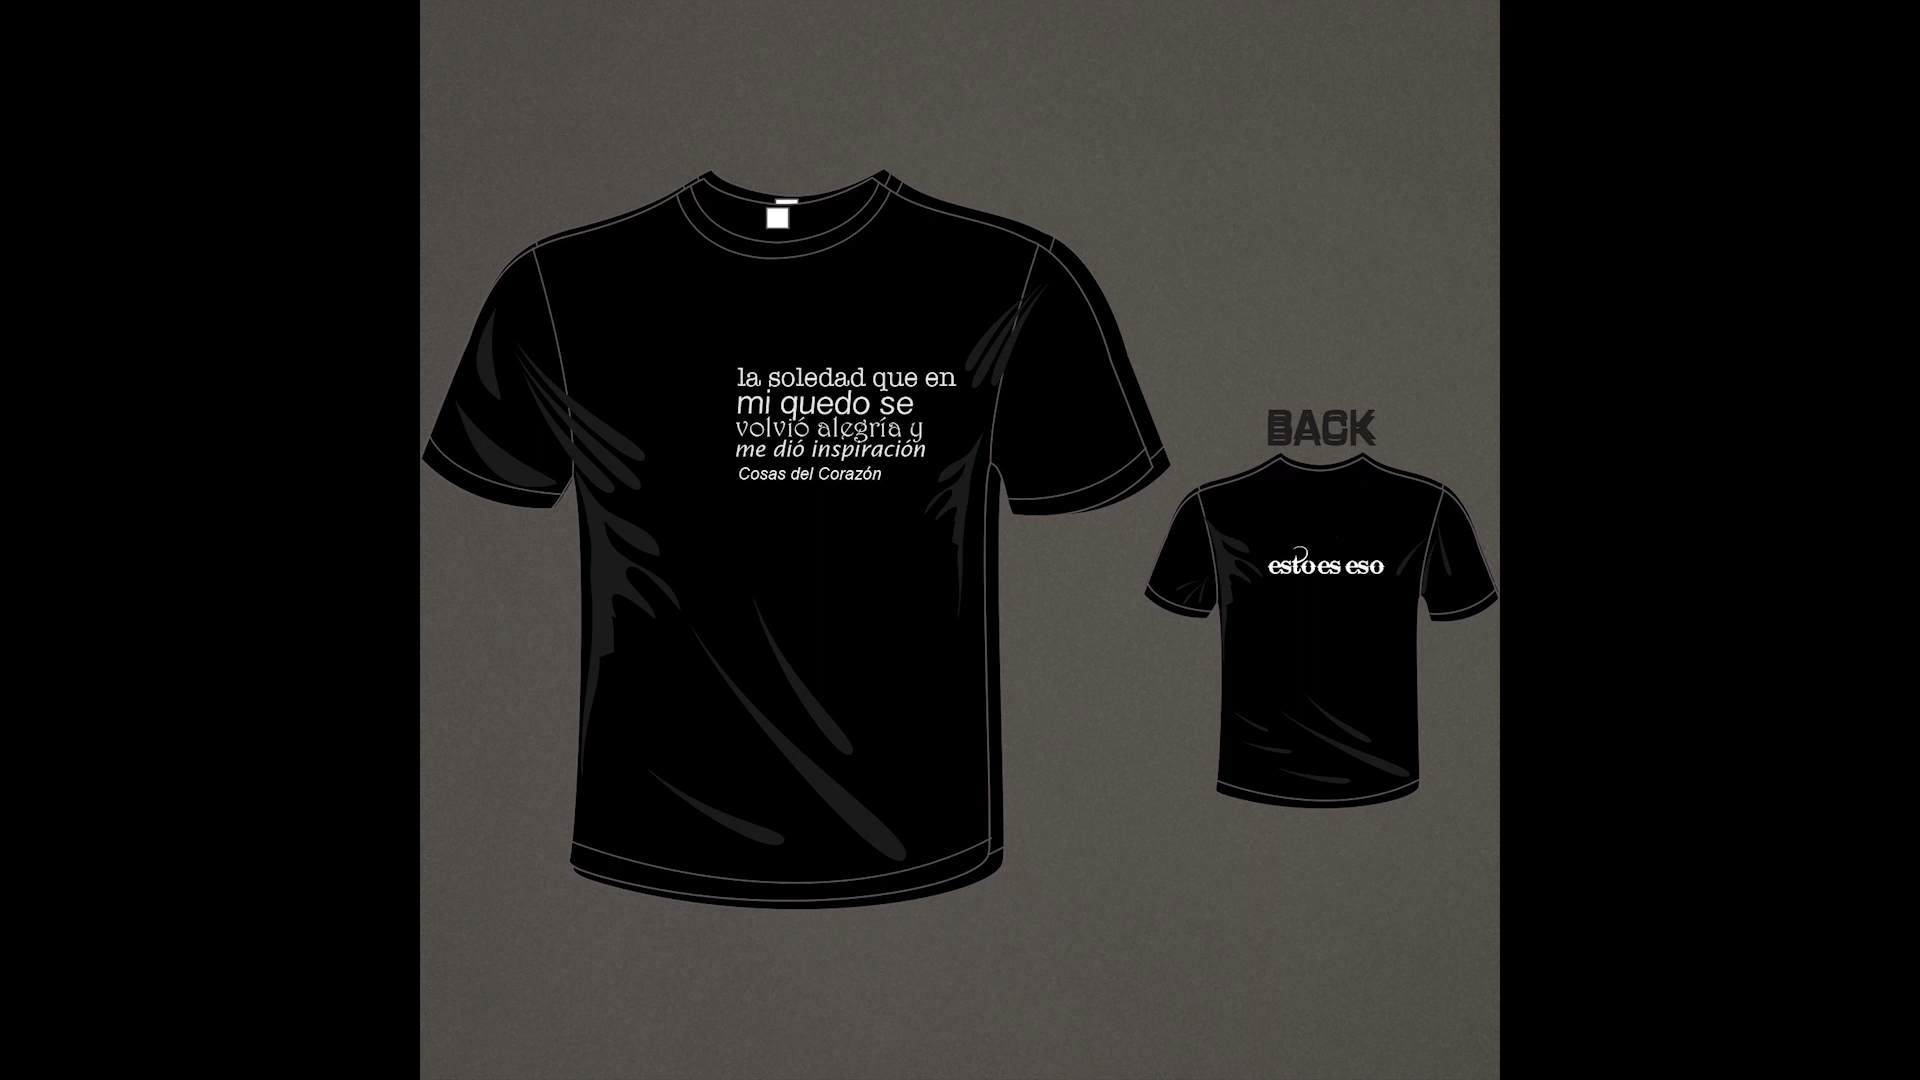 la soledad que en
mi quedo se
volvió alegría y
me dió inspiración
Cosas del Corazón
BACK
esto es eso